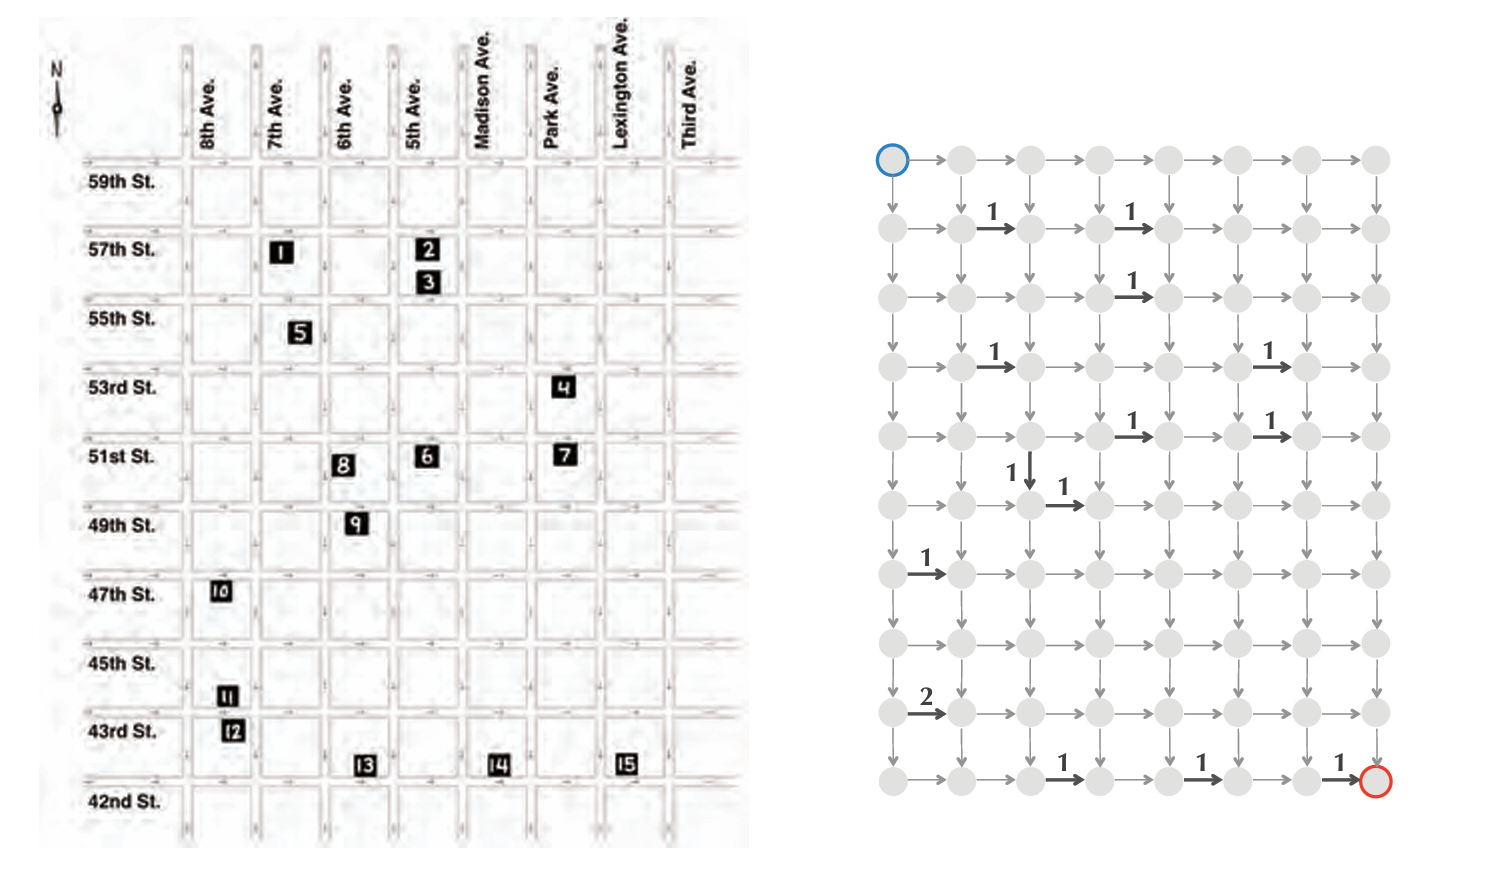 N
8th Ave.
7th Ave.
6th Ave.
5th Ave.
Madison Ave.
Park Ave.
Lexington Ave.
Third Ave.
59th St.
57th St.
1
2
3
55th St.
5
53rd St.
4
51st St.
8
6
7
49th St.
9
47th St.
10
45th St.
11
43rd St.
12
13
14
15
42nd St.
1 1
1
1 1
1 1
1
1
1
2
1 1 1